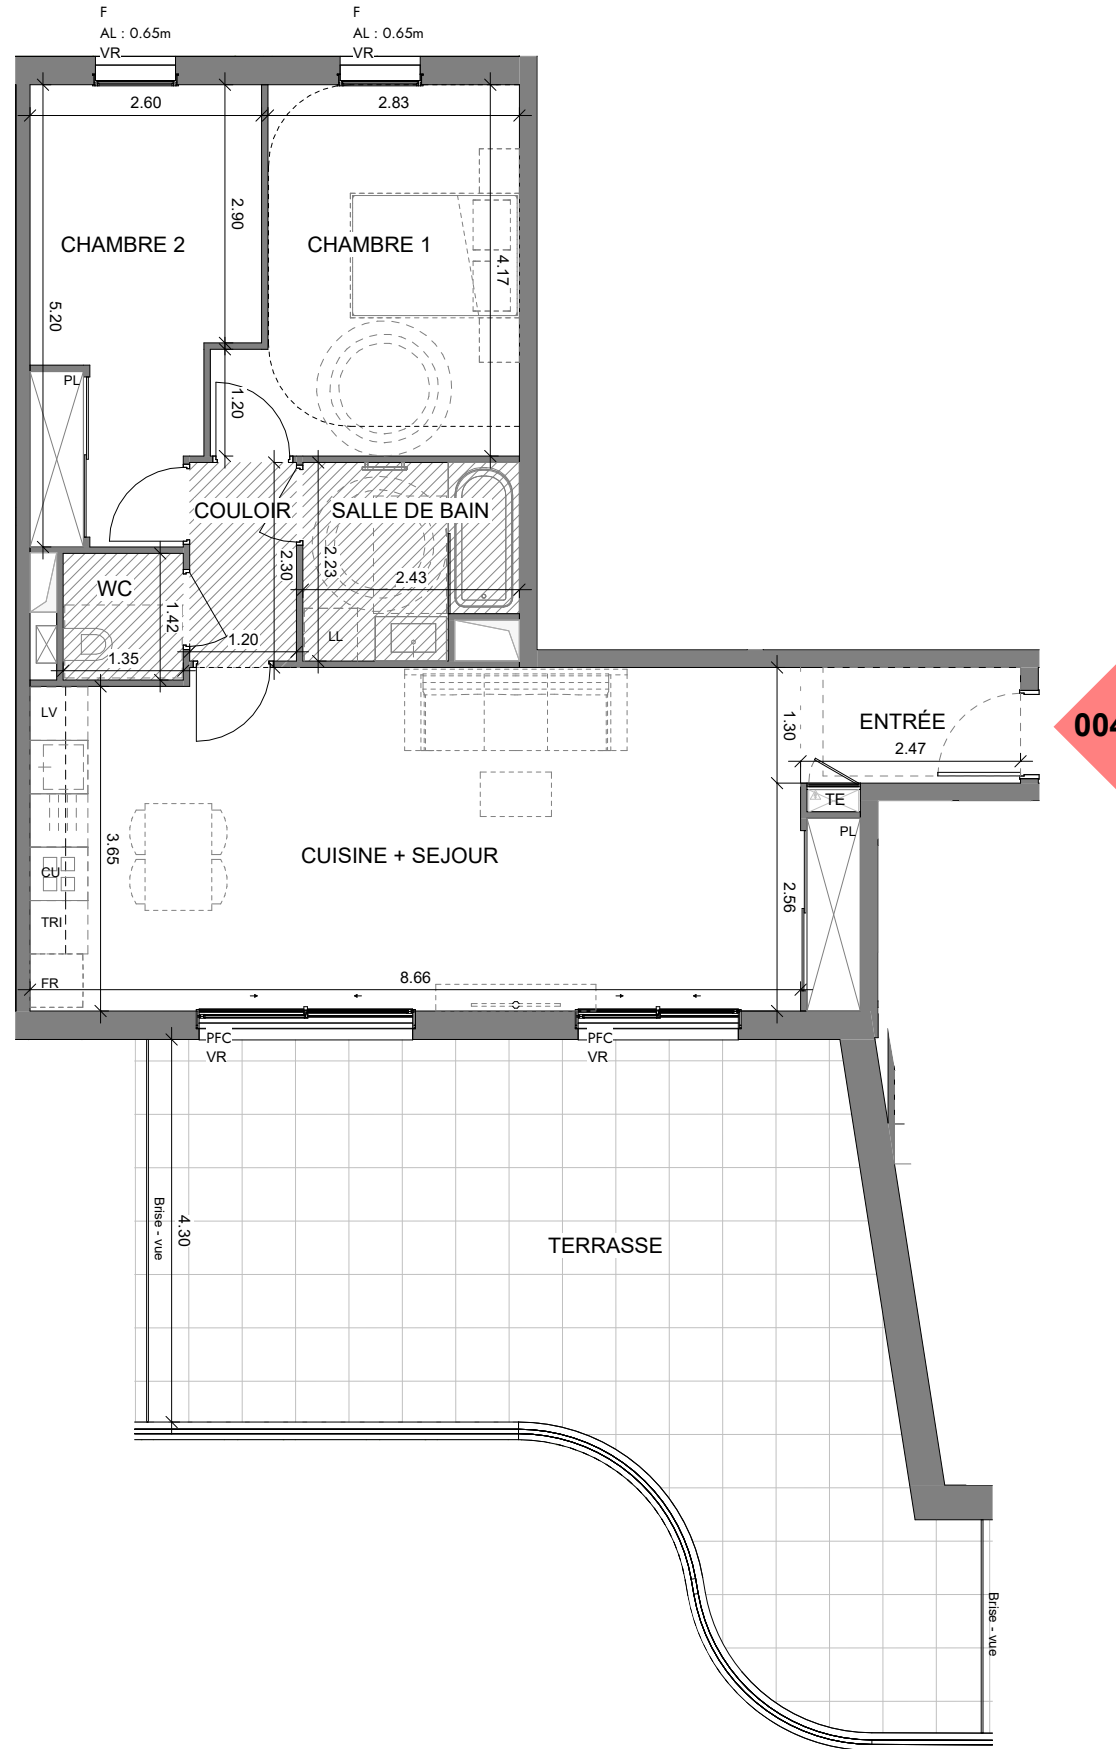 F
AL : 0.65m
VR
F
AL : 0.65m
VR
2.60
2.83
2.90
CHAMBRE 2
CHAMBRE 1
4.17
5.20
PL
1.20
COULOIR
SALLE DE BAIN
2.30
2.23
2.43
WC
1.42
1.35
1.20
LL
LV
1.30
ENTRÉE
2.47
004
TE
PL
3.65
CUISINE + SEJOUR
CU
2.56
TRI
FR
8.66
PFC
VR
PFC
VR
Brise - vue
4.30
TERRASSE
Brise - vue